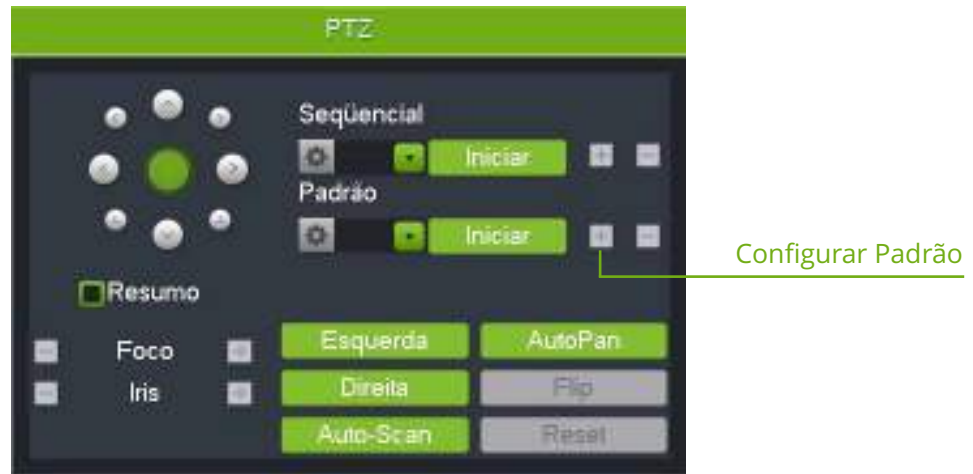 PTZ
Seqüencial
Iniciar
Padrão
Iniciar
Configurar Padrão
Resumo
Foco
Iris
Esquerda
AutoPan
Direita
Flip
Auto-Scan
Reset